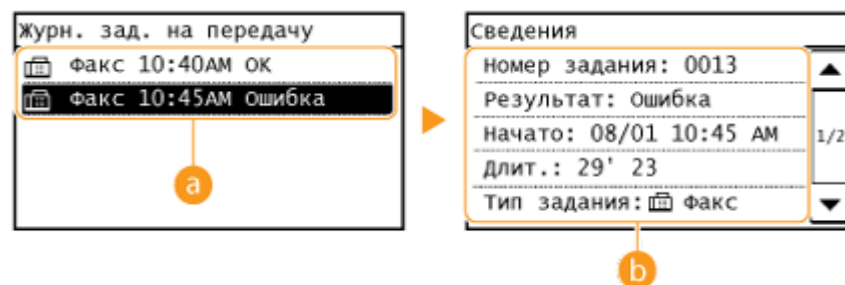 Журн. зад. на передачу
Факс 10:40AM ОК
Факс 10:45AM Ошибка
a
Сведения
Номер задания: 0013
Результат: Ошибка
Начато: 08/01 10:45 AM
1/2
Длит.: 29' 23
Тип задания: Факс
b